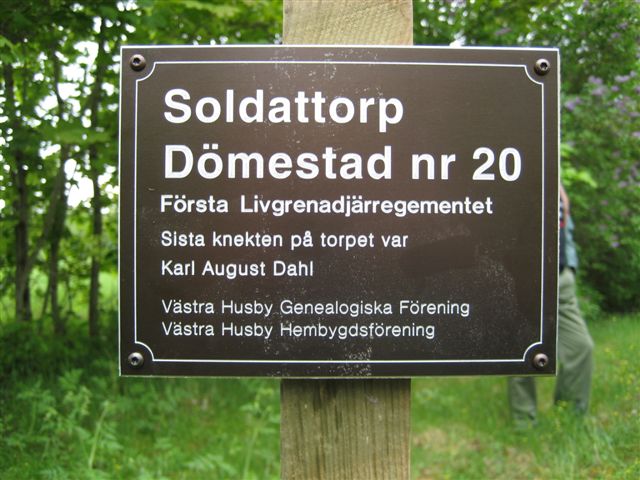 Soldattorp
Dömestad nr 20
Första Livgrenadjärregementet
Sista knekten på torpet var
Karl August Dahl
Västra Husby Genealogiska Förening
Västra Husby Hembygdsförening